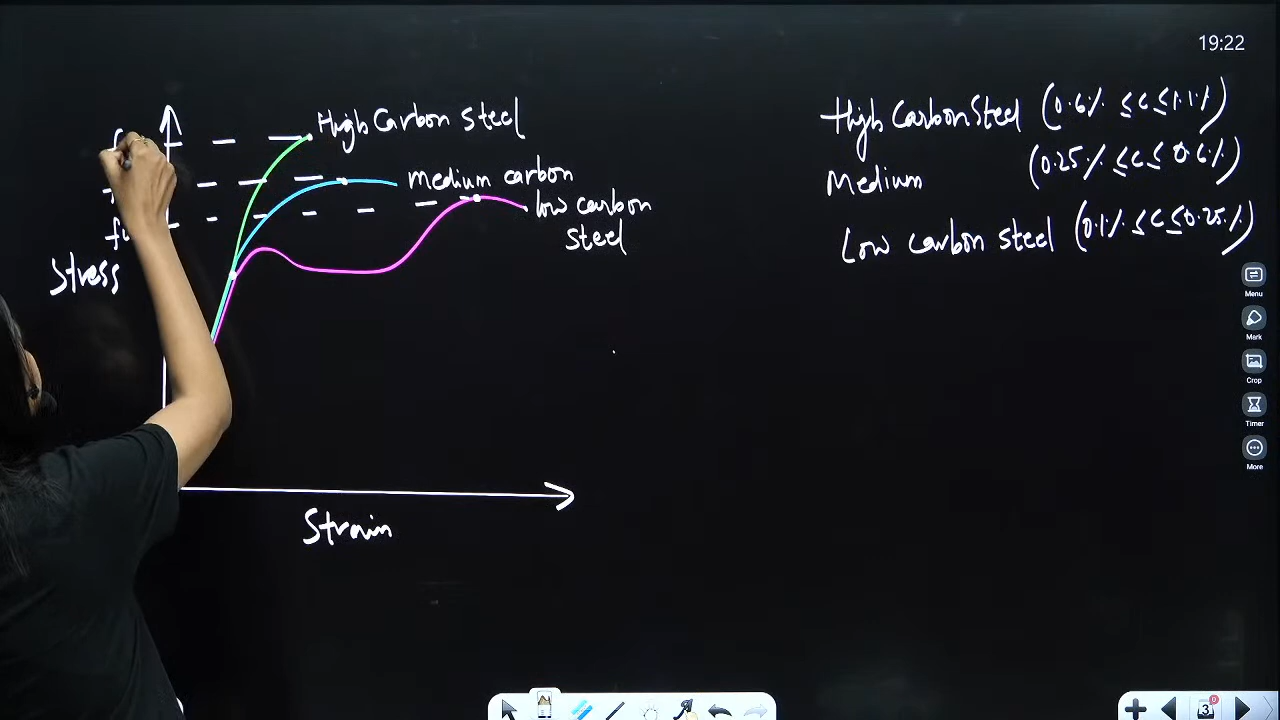 19:22
High Carbon Steel (0.6% ≤ C ≤ 1.1%)
High Carbon Steel
(0.25% ≤ C ≤ 0.6%)
Medium
medium carbon
low carbon
steel
Low carbon steel (0.1% ≤ C ≤ 0.25%)
Stress
Strain
Menu
Mark
Crop
Timer
More